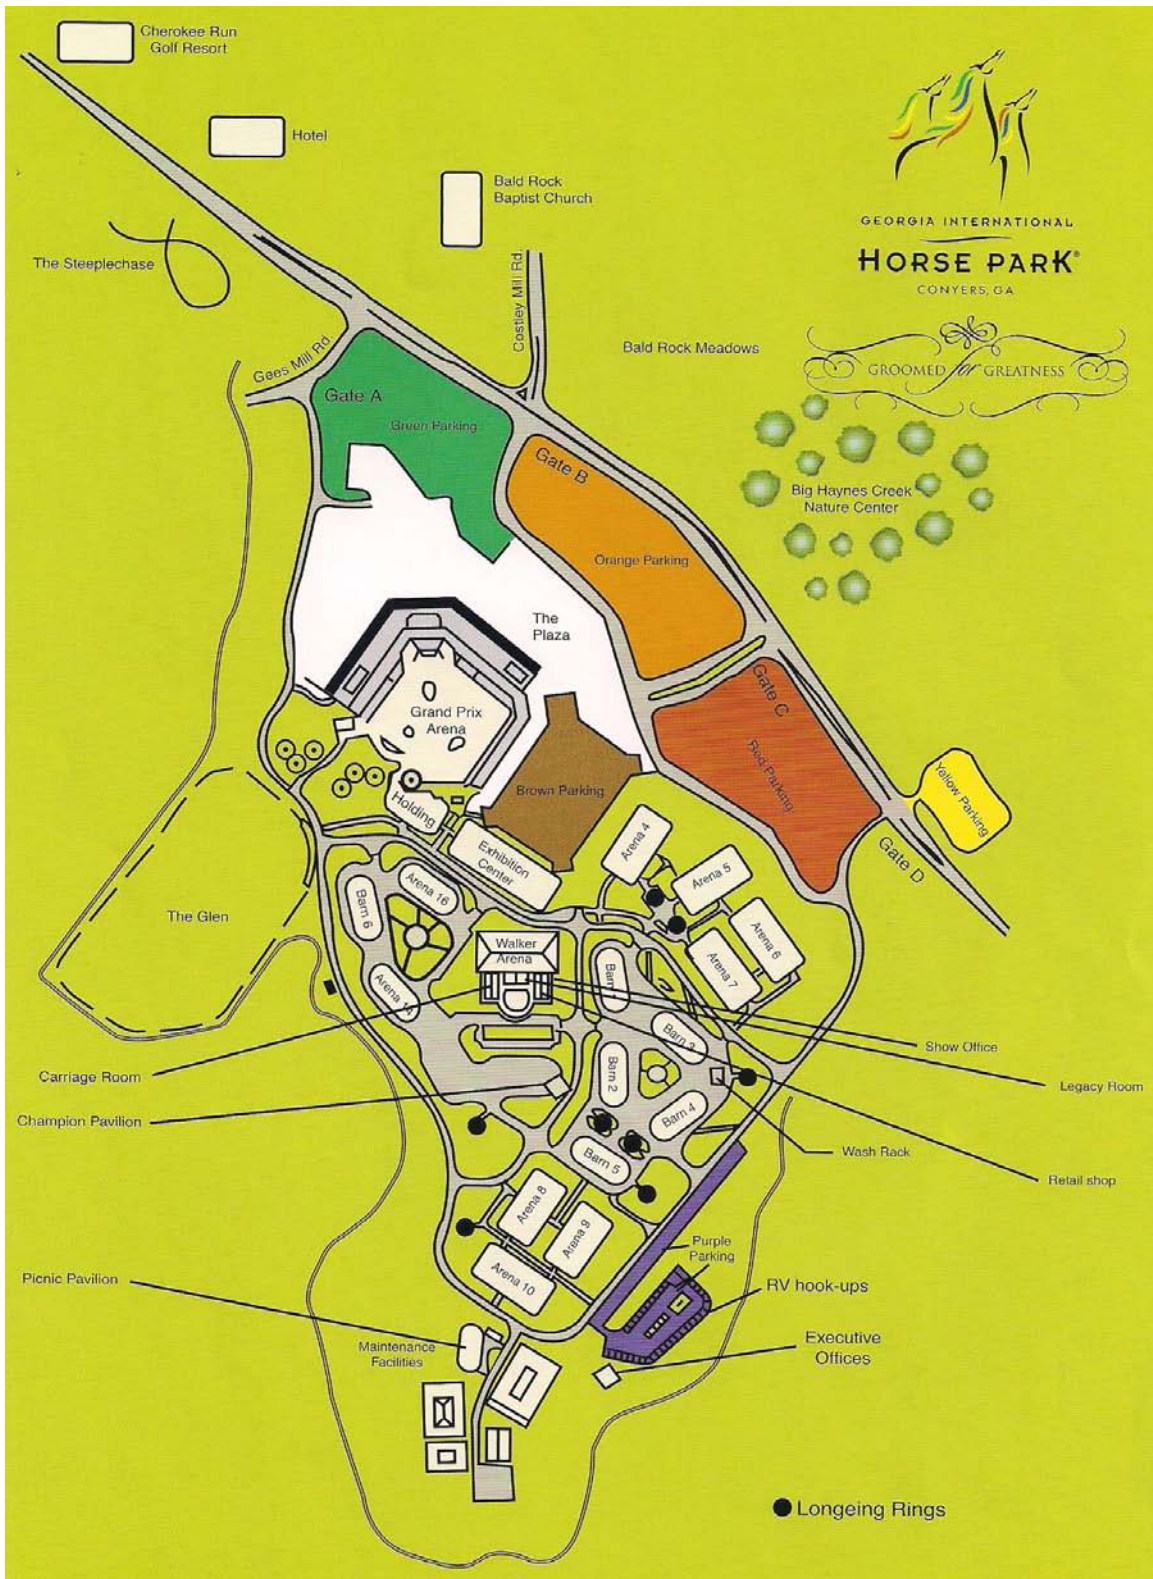 Cherokee Run
Golf Resort
Hotel
Bald Rock
Baptist Church
The Steeplechase
Gees Mill Rd.
Costley Mill Rd.
Bald Rock Meadows
GEORGIA INTERNATIONAL
HORSE PARK®
CONYERS, GA
GROOMED for GREATNESS
Gate A
Green Parking
Gate B
Orange Parking
Big Haynes Creek
Nature Center
The
Plaza
Grand Prix
Arena
Gate C
Red Parking
Brown Parking
Yellow Parking
Gate D
Holding
Exhibition
Center
Arena 4
Arena 5
Arena 6
Arena 7
The Glen
Barn 6
Arena 16
Walker
Arena
Arena 14
Barn 1
Barn 3
Barn 2
Barn 4
Barn 5
Show Office
Legacy Room
Carriage Room
Champion Pavilion
Wash Rack
Retail shop
Arena 8
Arena 9
Arena 10
Purple
Parking
Picnic Pavilion
RV hook-ups
Maintenance
Facilities
Executive
Offices
Longeing Rings